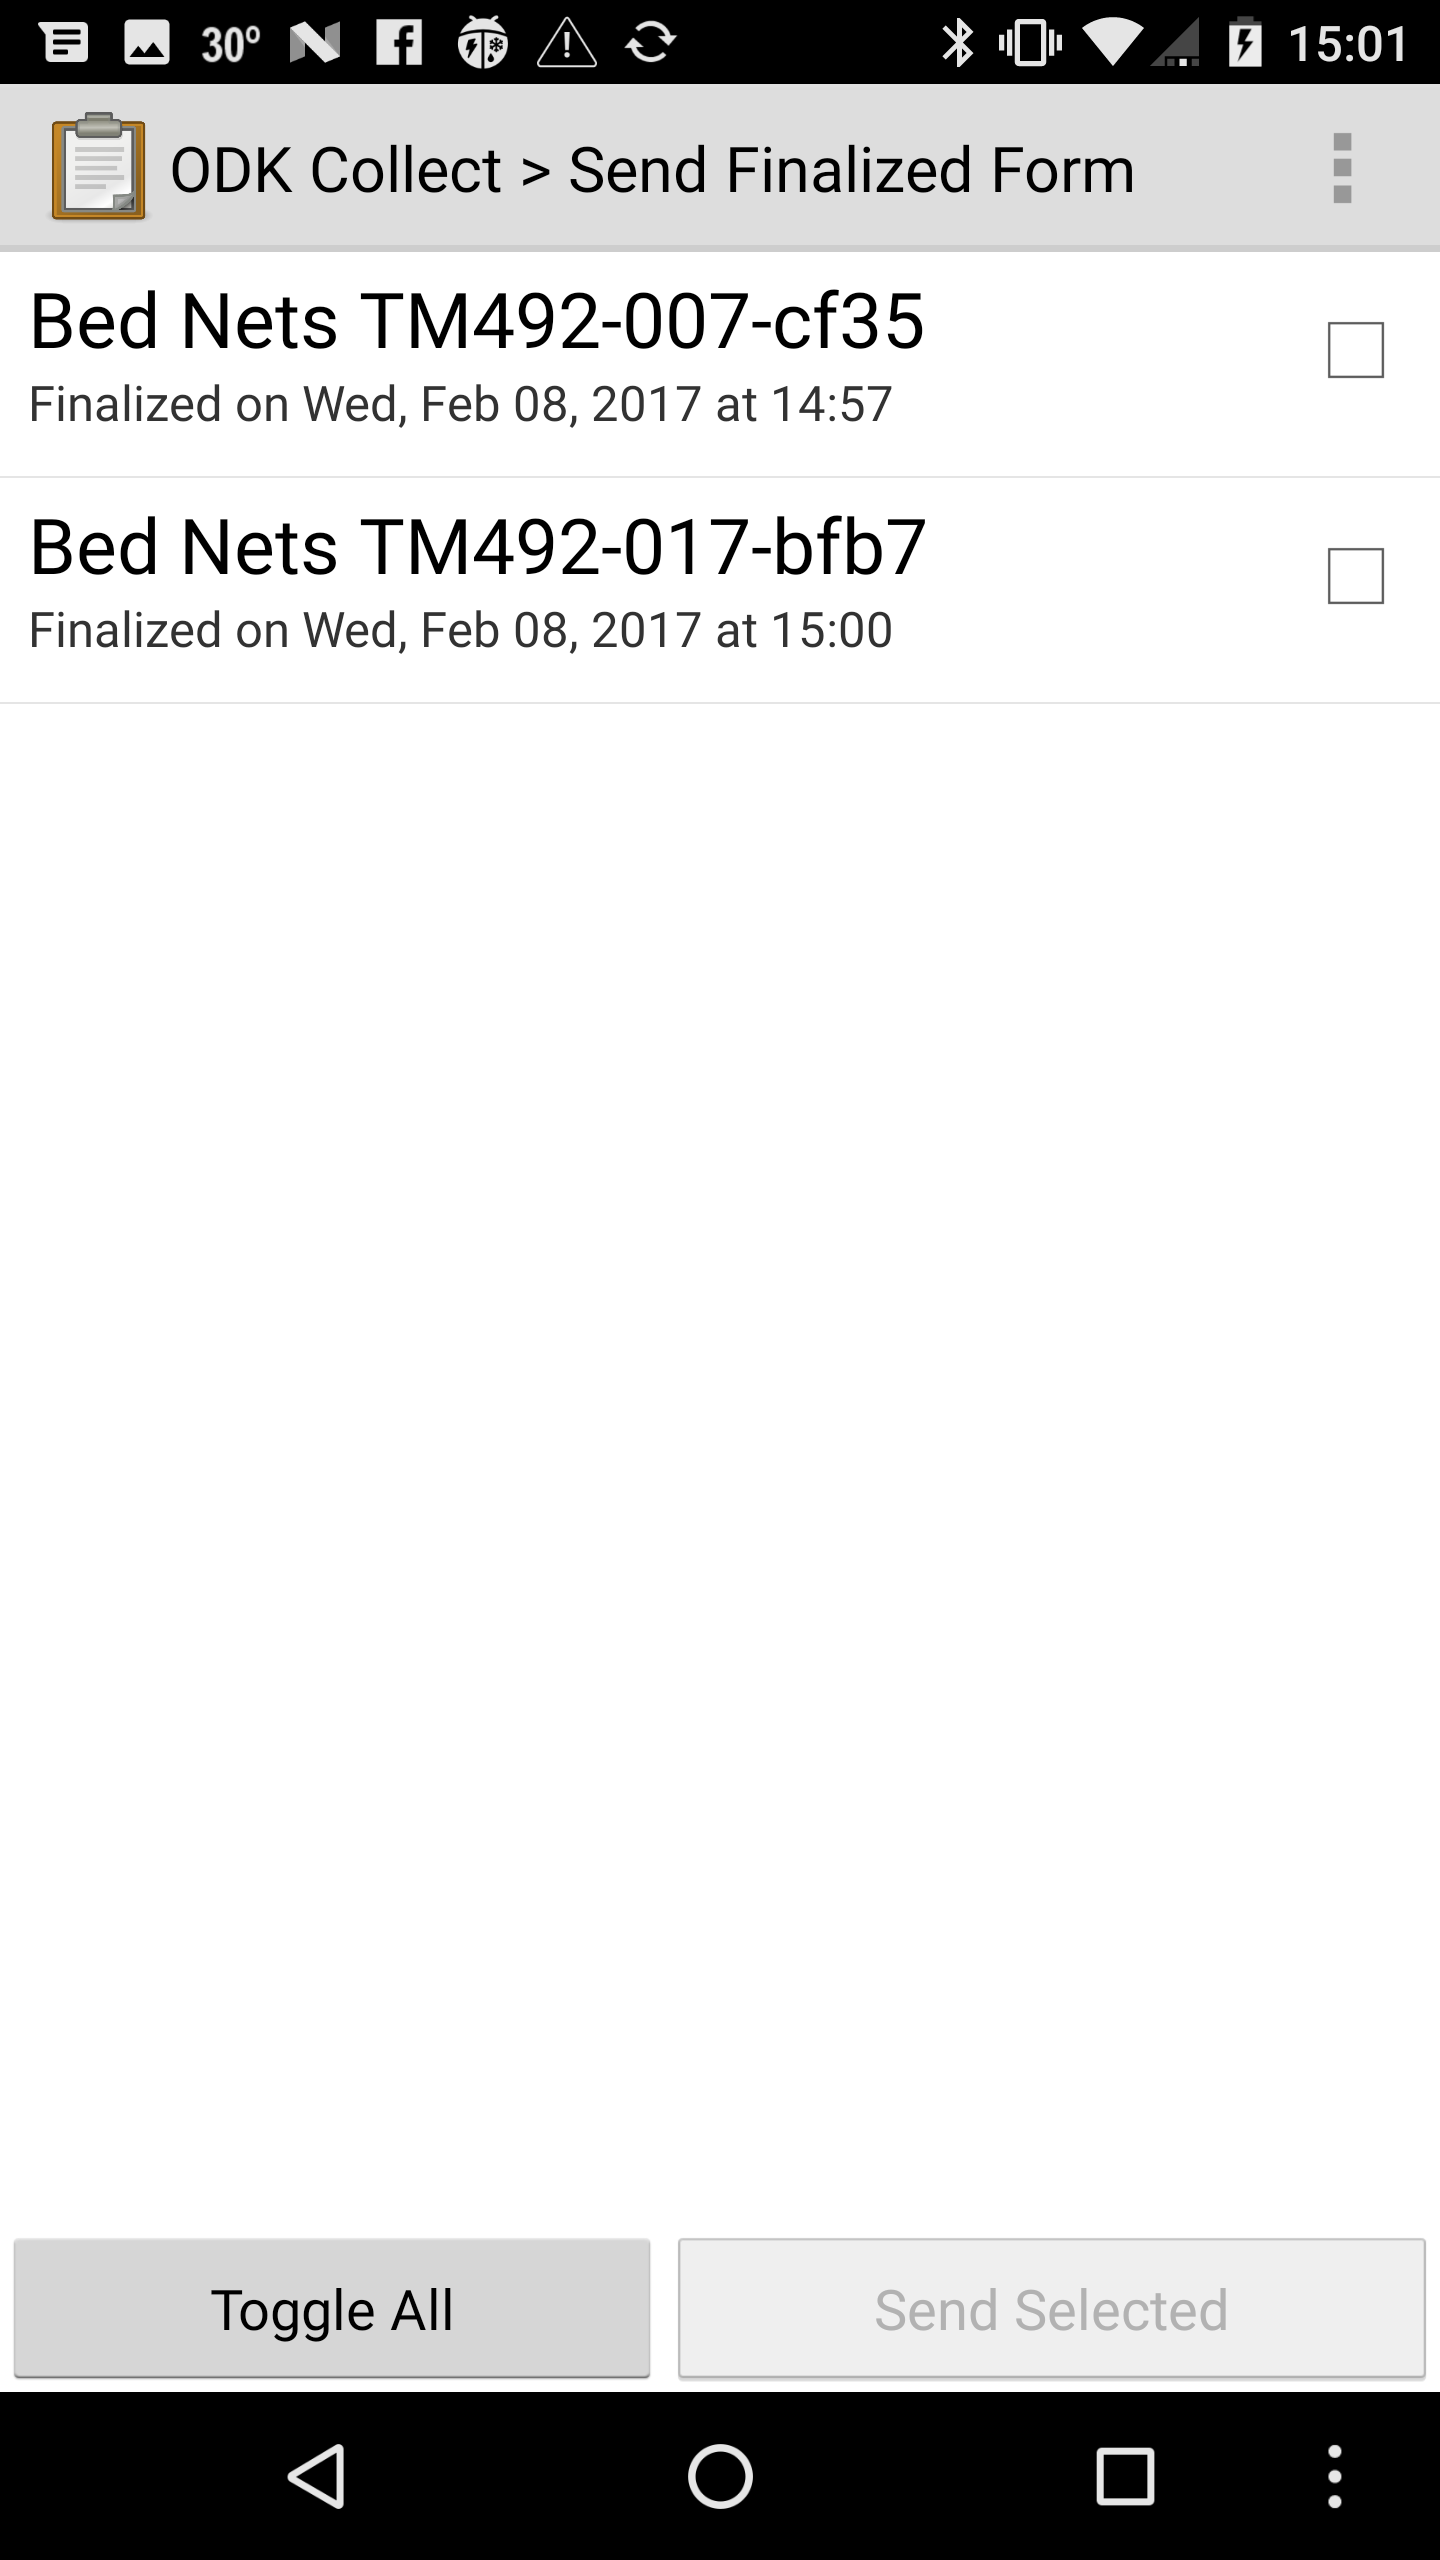 30º
15:01
ODK Collect > Send Finalized Form
Bed Nets TM492-007-cf35
Finalized on Wed, Feb 08, 2017 at 14:57
Bed Nets TM492-017-bfb7
Finalized on Wed, Feb 08, 2017 at 15:00
Toggle All
Send Selected